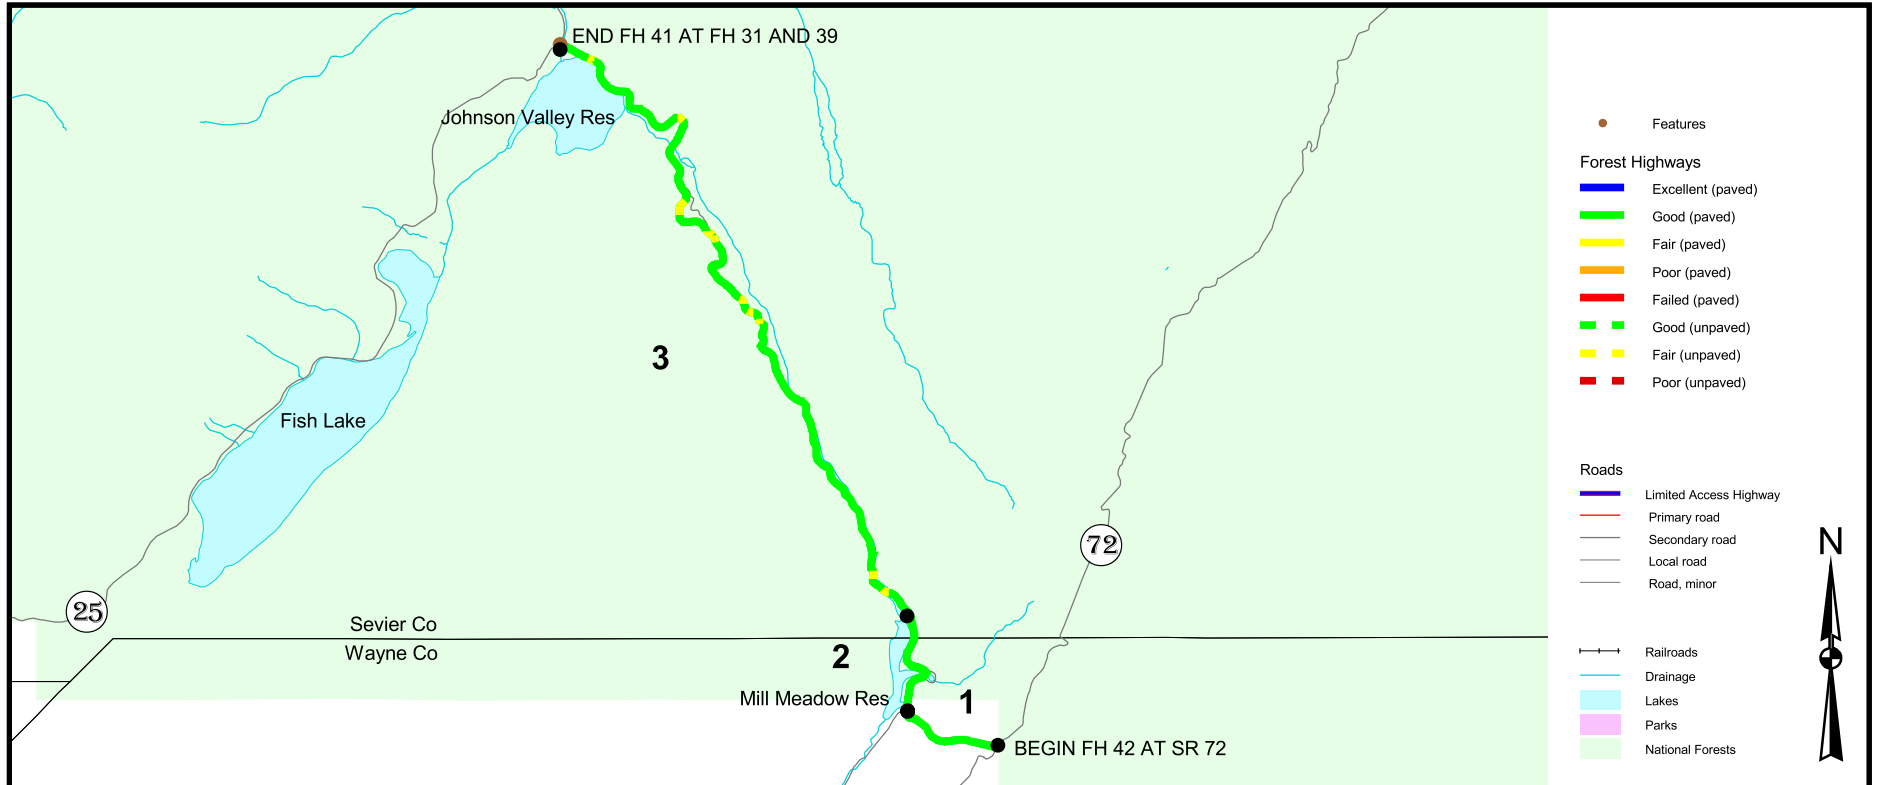 END FH 41 AT FH 31 AND 39
Johnson Valley Res
3
Fish Lake
72
25
Sevier Co
Wayne Co
2
Mill Meadow Res
1
BEGIN FH 42 AT SR 72
Features
Forest Highways
Excellent (paved)
Good (paved)
Fair (paved)
Poor (paved)
Failed (paved)
Good (unpaved)
Fair (unpaved)
Poor (unpaved)
Roads
Limited Access Highway
Primary road
Secondary road
Local road
Road, minor
N
Railroads
Drainage
Lakes
Parks
National Forests